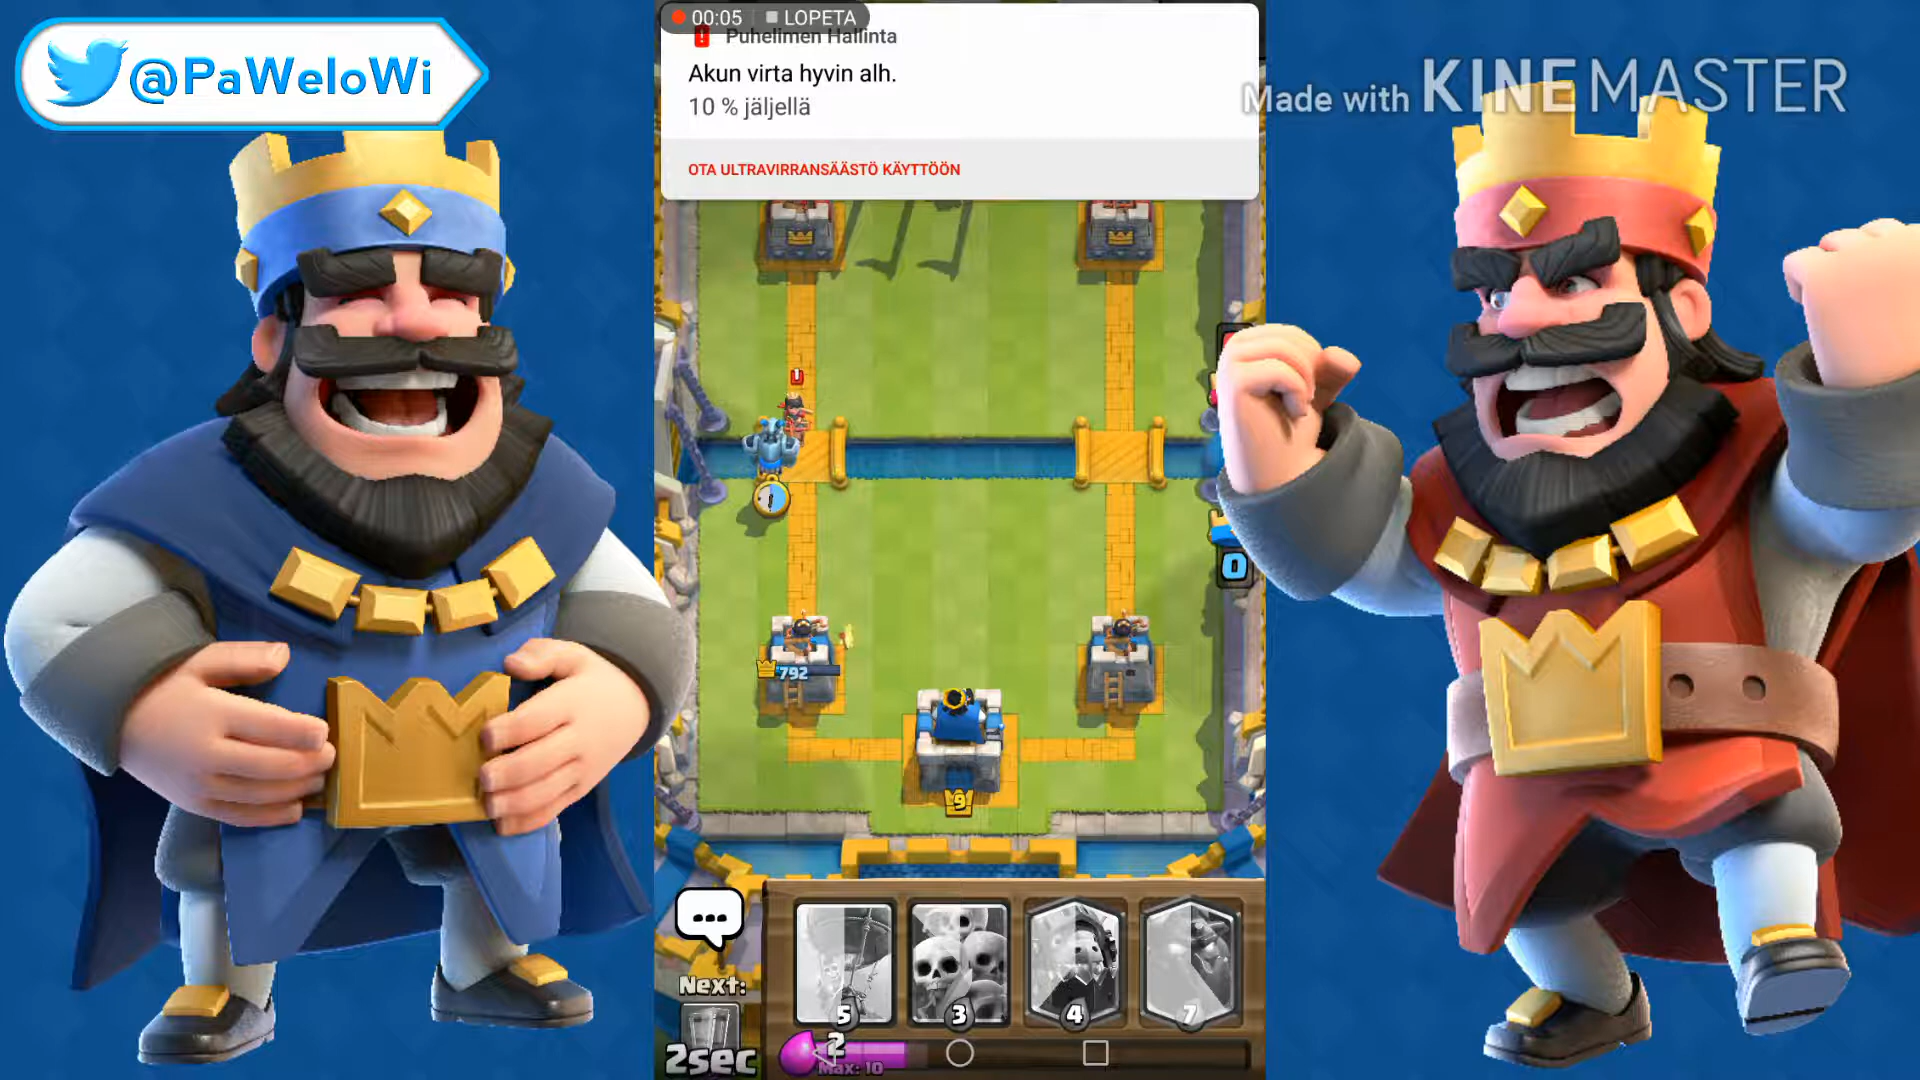 @PaWeloWi
00:05 LOPETA
Puhelimen Hallinta
Akun virta hyvin alh.
10 % jäljellä
OTA ULTRAVIRRANSÄÄSTÖ KÄYTTÖÖN
Made with KINEMASTER
!
0
792
9
...
Next:
2sec
5
3
4
7
2
Max: 10